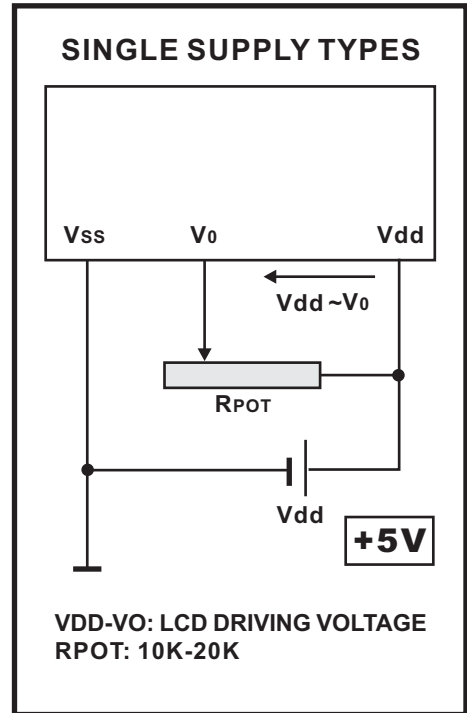 SINGLE SUPPLY TYPES
VSS V0 Vdd
Vdd ~V0
RPOT
Vdd
+5V
VDD-VO: LCD DRIVING VOLTAGE
RPOT: 10K-20K